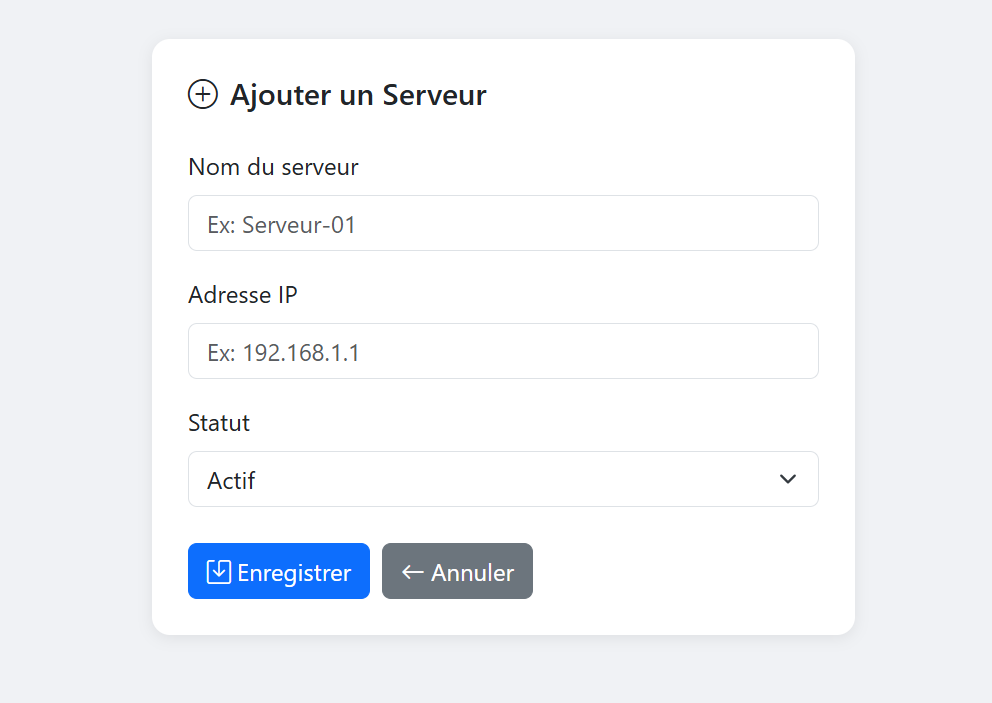 Ajouter un Serveur
Nom du serveur
Ex: Serveur-01
Adresse IP
Ex: 192.168.1.1
Statut
Actif
Enregistrer
Annuler